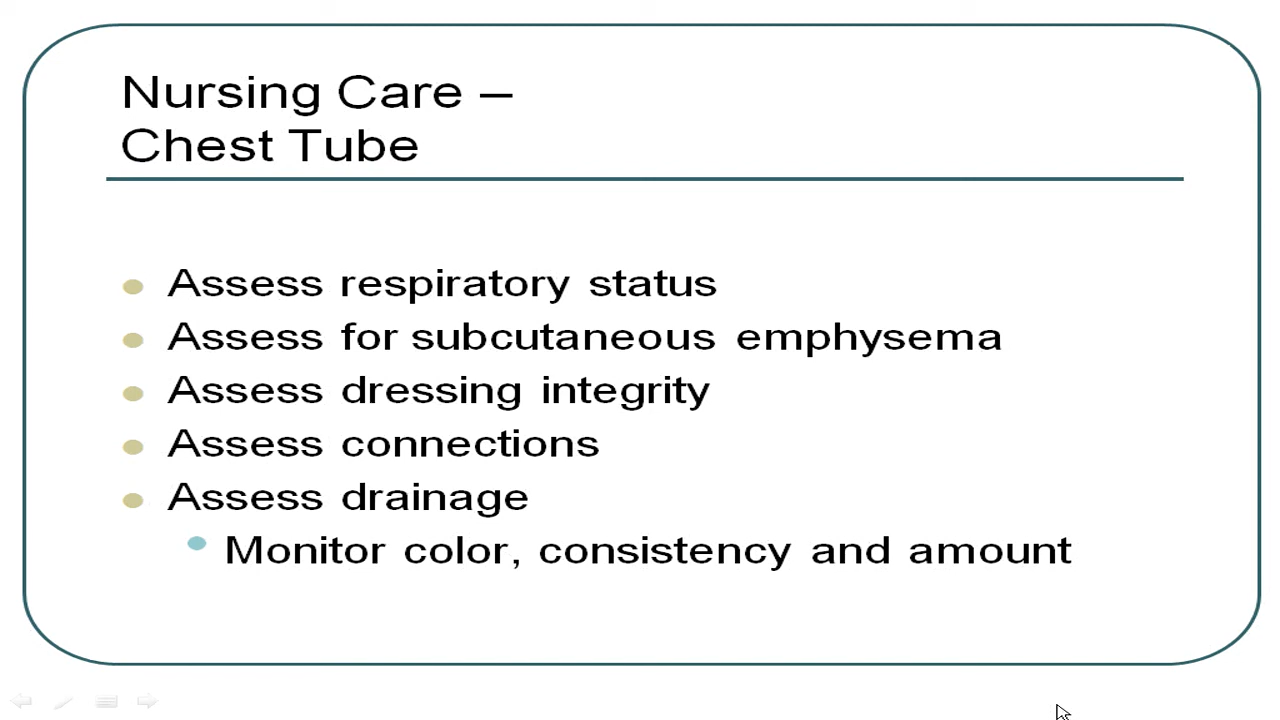 Nursing Care –
Chest Tube
Assess respiratory status
Assess for subcutaneous emphysema
Assess dressing integrity
Assess connections
Assess drainage
Monitor color, consistency and amount